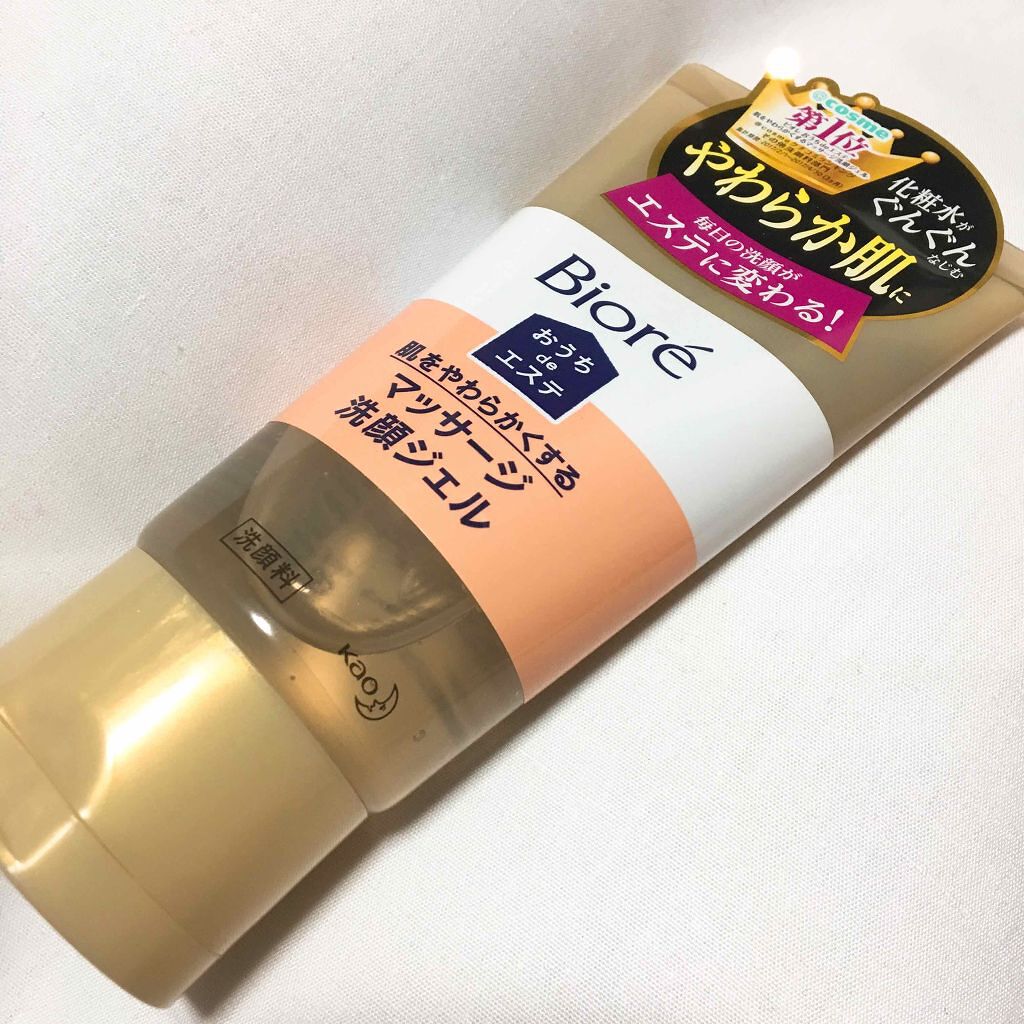 @cosme
第1位
化粧水が
ぐんぐん
なじむ
やわらか肌に
毎日の洗顔が
エステに変わる!
Bioré
おうち
de
エステ
肌をやわらかくする
マッサージ
洗顔ジェル
洗顔料
kao